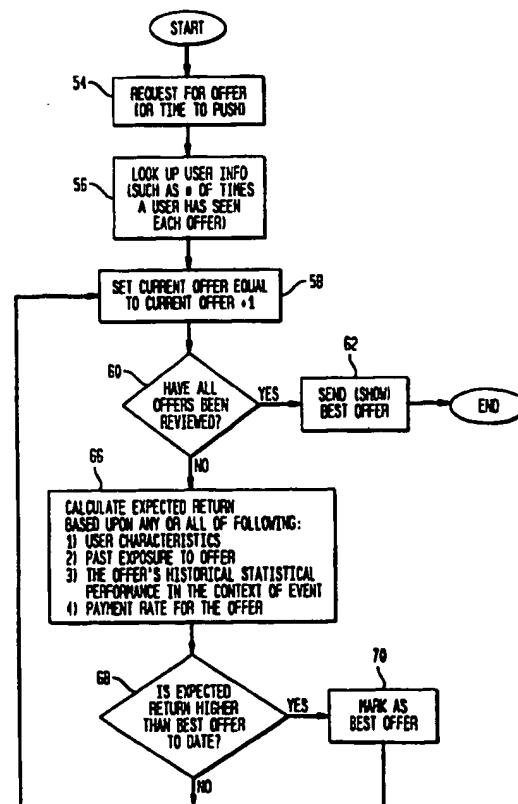 START
54
REQUEST FOR OFFER
(OR TIME TO PUSH)
56
LOOK UP USER INFO
(SUCH AS # OF TIMES
A USER HAS SEEN
EACH OFFER)
SET CURRENT OFFER EQUAL
TO CURRENT OFFER +1
58
60
HAVE ALL
OFFERS BEEN
REVIEWED?
YES
62
SEND (SHOW)
BEST OFFER
END
NO
66
CALCULATE EXPECTED RETURN
BASED UPON ANY OR ALL OF FOLLOWING:
1) USER CHARACTERISTICS
2) PAST EXPOSURE TO OFFER
3) THE OFFER'S HISTORICAL STATISTICAL
PERFORMANCE IN THE CONTEXT OF EVENT
4) PAYMENT RATE FOR THE OFFER
68
IS EXPECTED
RETURN HIGHER
THAN BEST OFFER
TO DATE?
YES
70
MARK AS
BEST OFFER
NO